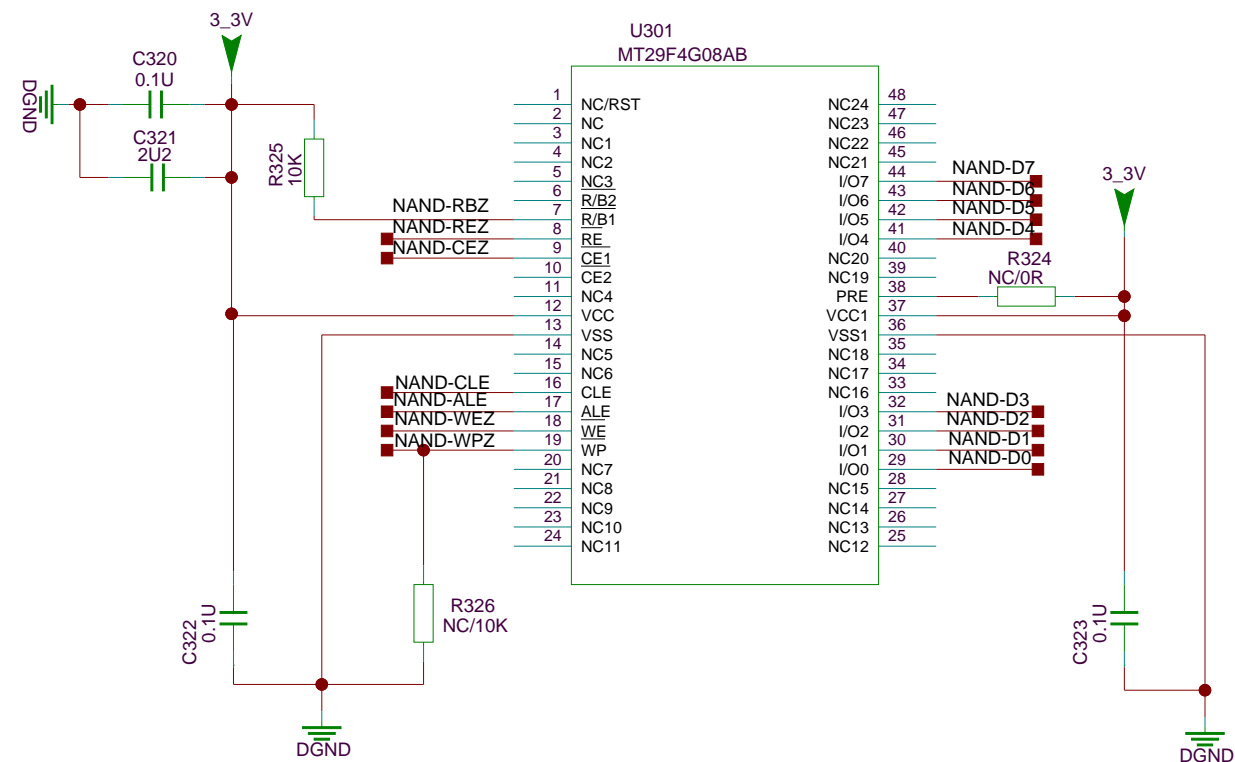 3_3V
C320
0.1U
DGND
C321
2U2
R325
10K
U301
MT29F4G08AB
NAND-RBZ
NAND-REZ
NAND-CEZ
NAND-CLE
NAND-ALE
NAND-WEZ
NAND-WPZ
1 NC/RST
2 NC
3 NC1
4 NC2
5 NC3
6 R/B2
7 R/B1
8 RE
9 CE1
10 CE2
11 NC4
12 VCC
13 VSS
14 NC5
15 NC6
16 CLE
17 ALE
18 WE
19 WP
20 NC7
21 NC8
22 NC9
23 NC10
24 NC11
NC24 48
NC23 47
NC22 46
NC21 45
I/O7 44
I/O6 43
I/O5 42
I/O4 41
NC20 40
NC19 39
PRE 38
VCC1 37
VSS1 36
NC18 35
NC17 34
NC16 33
I/O3 32
I/O2 31
I/O1 30
I/O0 29
NC15 28
NC14 27
NC13 26
NC12 25
NAND-D7
NAND-D6
NAND-D5
NAND-D4
3_3V
R324
NC/0R
NAND-D3
NAND-D2
NAND-D1
NAND-D0
C322
0.1U
R326
NC/10K
DGND
C323
0.1U
DGND